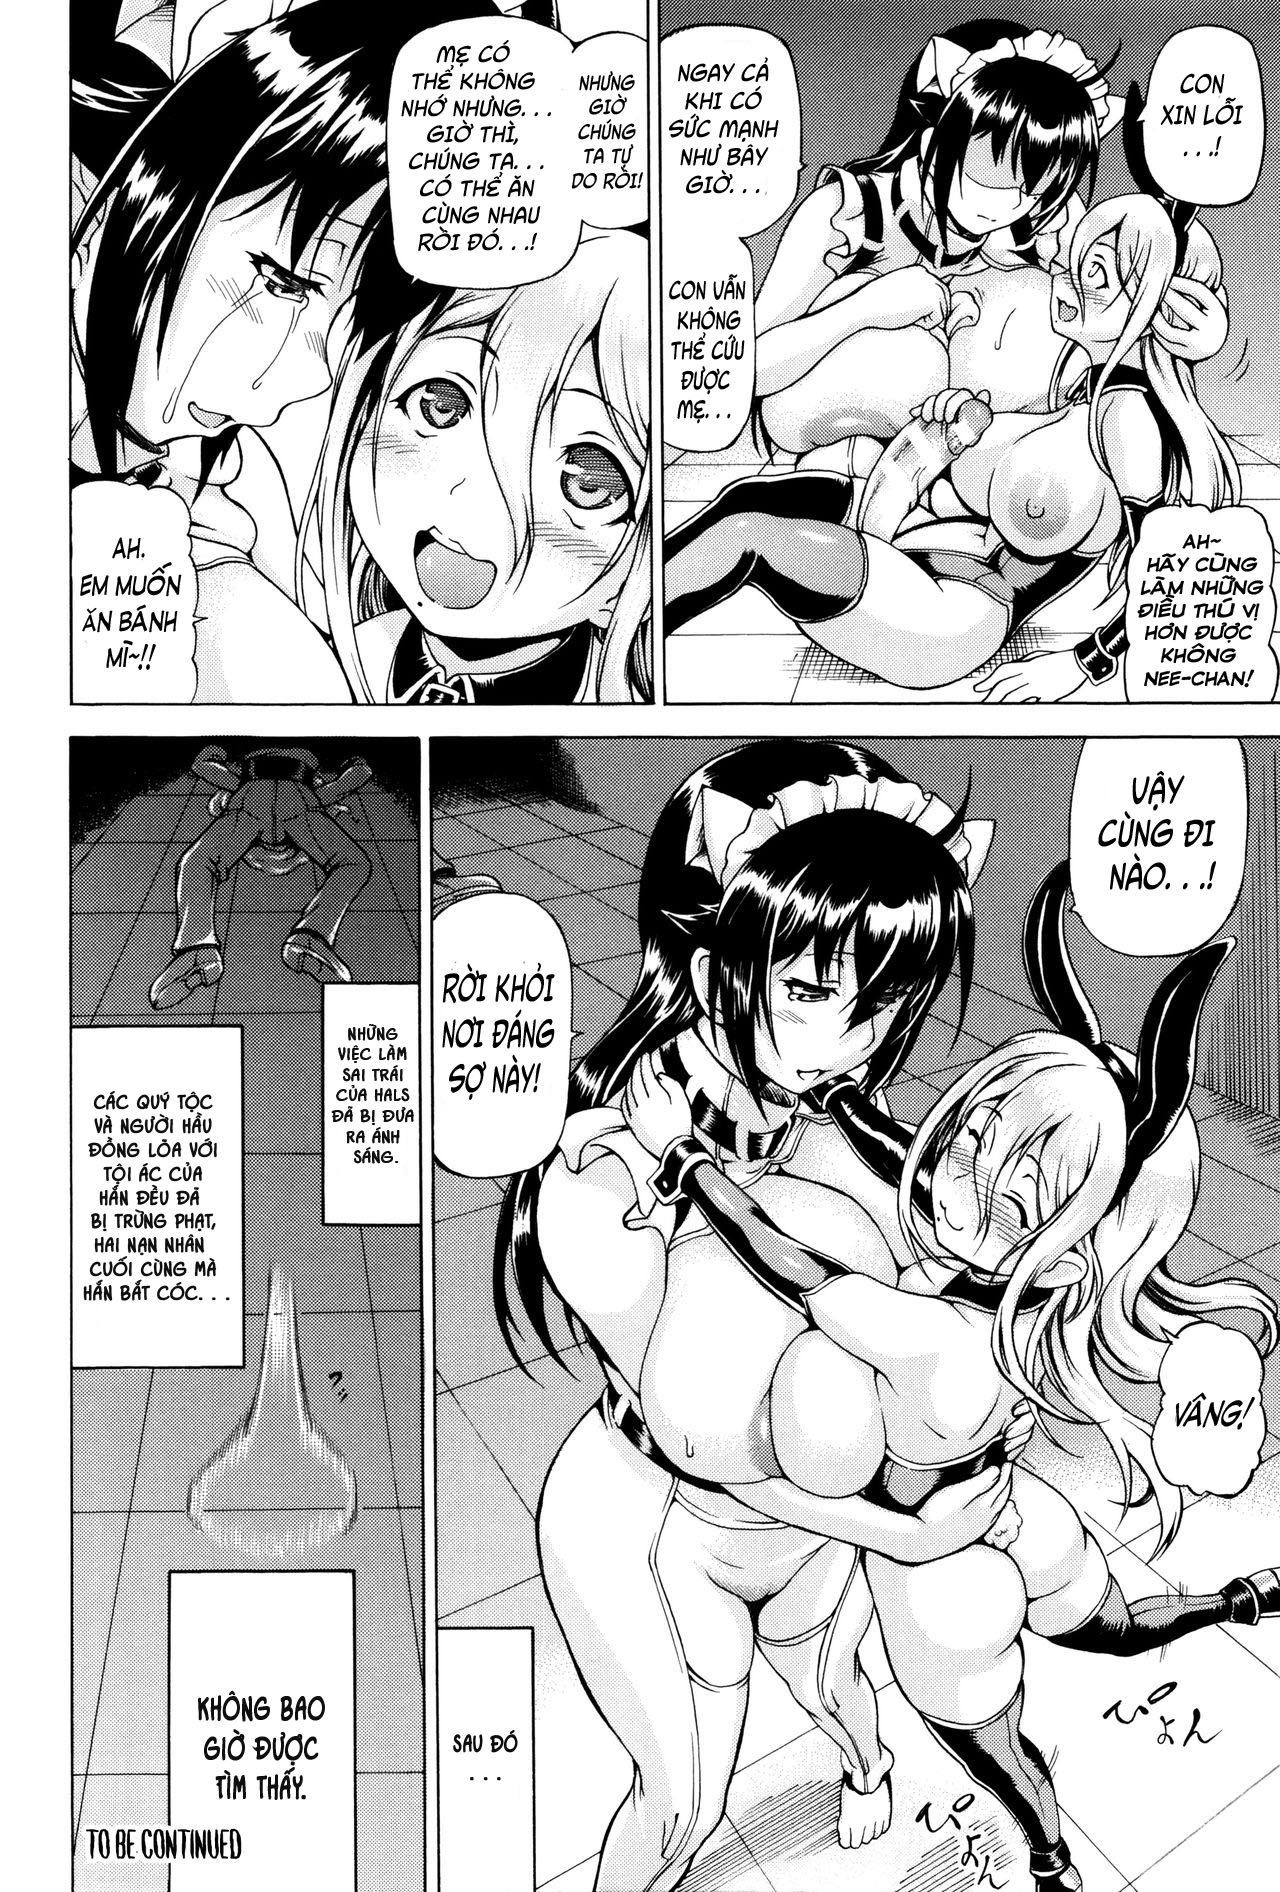 CON
XIN LỖI
. . .!
NGAY CẢ
KHI CÓ
SỨC MẠNH
NHƯ BÂY
GIỜ. . .
CON VẪN
KHÔNG
THỂ CỨU
ĐƯỢC
MẸ. . .
AH~
HÃY CÙNG
LÀM NHỮNG
ĐIỀU THÚ VỊ
HƠN ĐƯỢC
KHÔNG
NEE-CHAN!
NHƯNG
GIỜ
CHÚNG
TA TỰ
DO RỒI!
MẸ CÓ
THỂ KHÔNG
NHỚ NHƯNG. . .
GIỜ THÌ,
CHÚNG TA. . .
CÓ THỂ ĂN
CÙNG NHAU
RỒI ĐÓ. . .!
AH.
EM MUỐN
ĂN BÁNH
MÌ~!!
VẬY
CÙNG ĐI
NÀO. . .!
RỜI KHỎI
NƠI ĐÁNG
SỢ NÀY!
VÂNG!
ぴょん
ぴょん
SAU ĐÓ
. . .
NHỮNG
VIỆC LÀM
SAI TRÁI
CỦA HALS
ĐÃ BỊ ĐƯA
RA ÁNH
SÁNG.
CÁC QUÝ TỘC
VÀ NGƯỜI HẦU
ĐỒNG LÕA VỚI
TỘI ÁC CỦA
HẮN ĐỀU ĐÃ
BỊ TRỪNG PHẠT,
HAI NẠN NHÂN
CUỐI CÙNG MÀ
HẮN BẮT CÓC. . .
KHÔNG BAO
GIỜ ĐƯỢC
TÌM THẤY.
TO BE CONTINUED